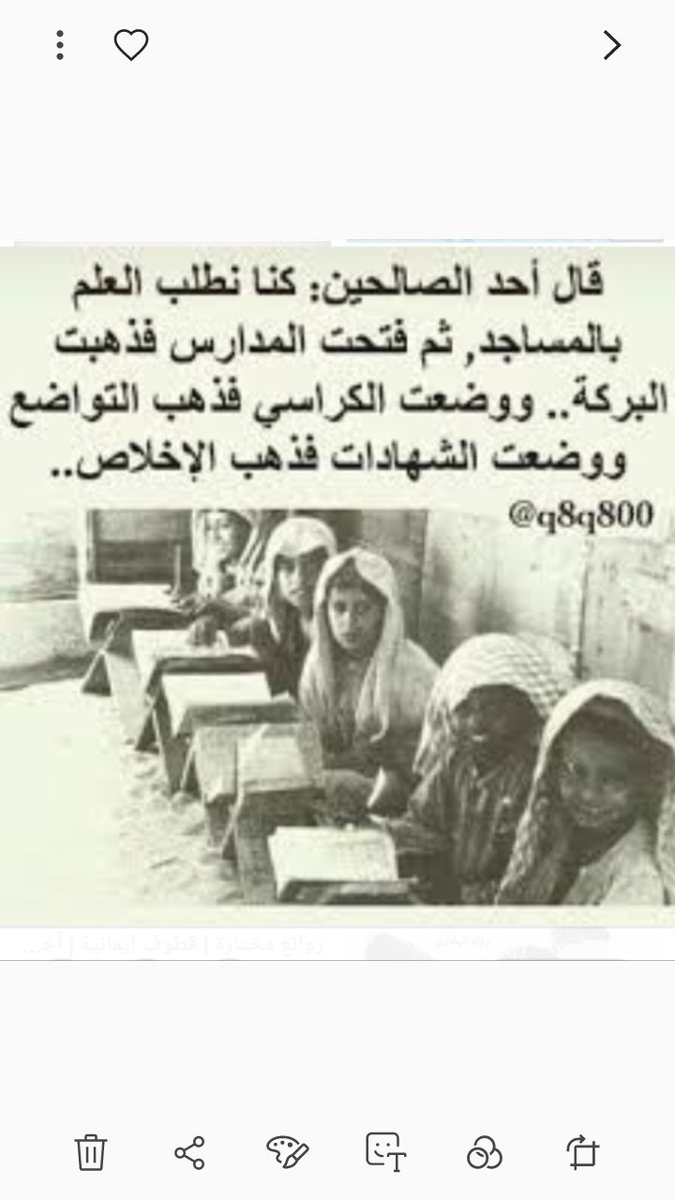 قال أحد الصالحين: كنا نطلب العلم
بالمساجد, ثم فتحت المدارس فذهبت
البركة.. ووضعت الكراسي فذهب التواضع
ووضعت الشهادات فذهب الإخلاص..
@q8q800
روائع مختارة | قطوف إيمانية | أخـ...